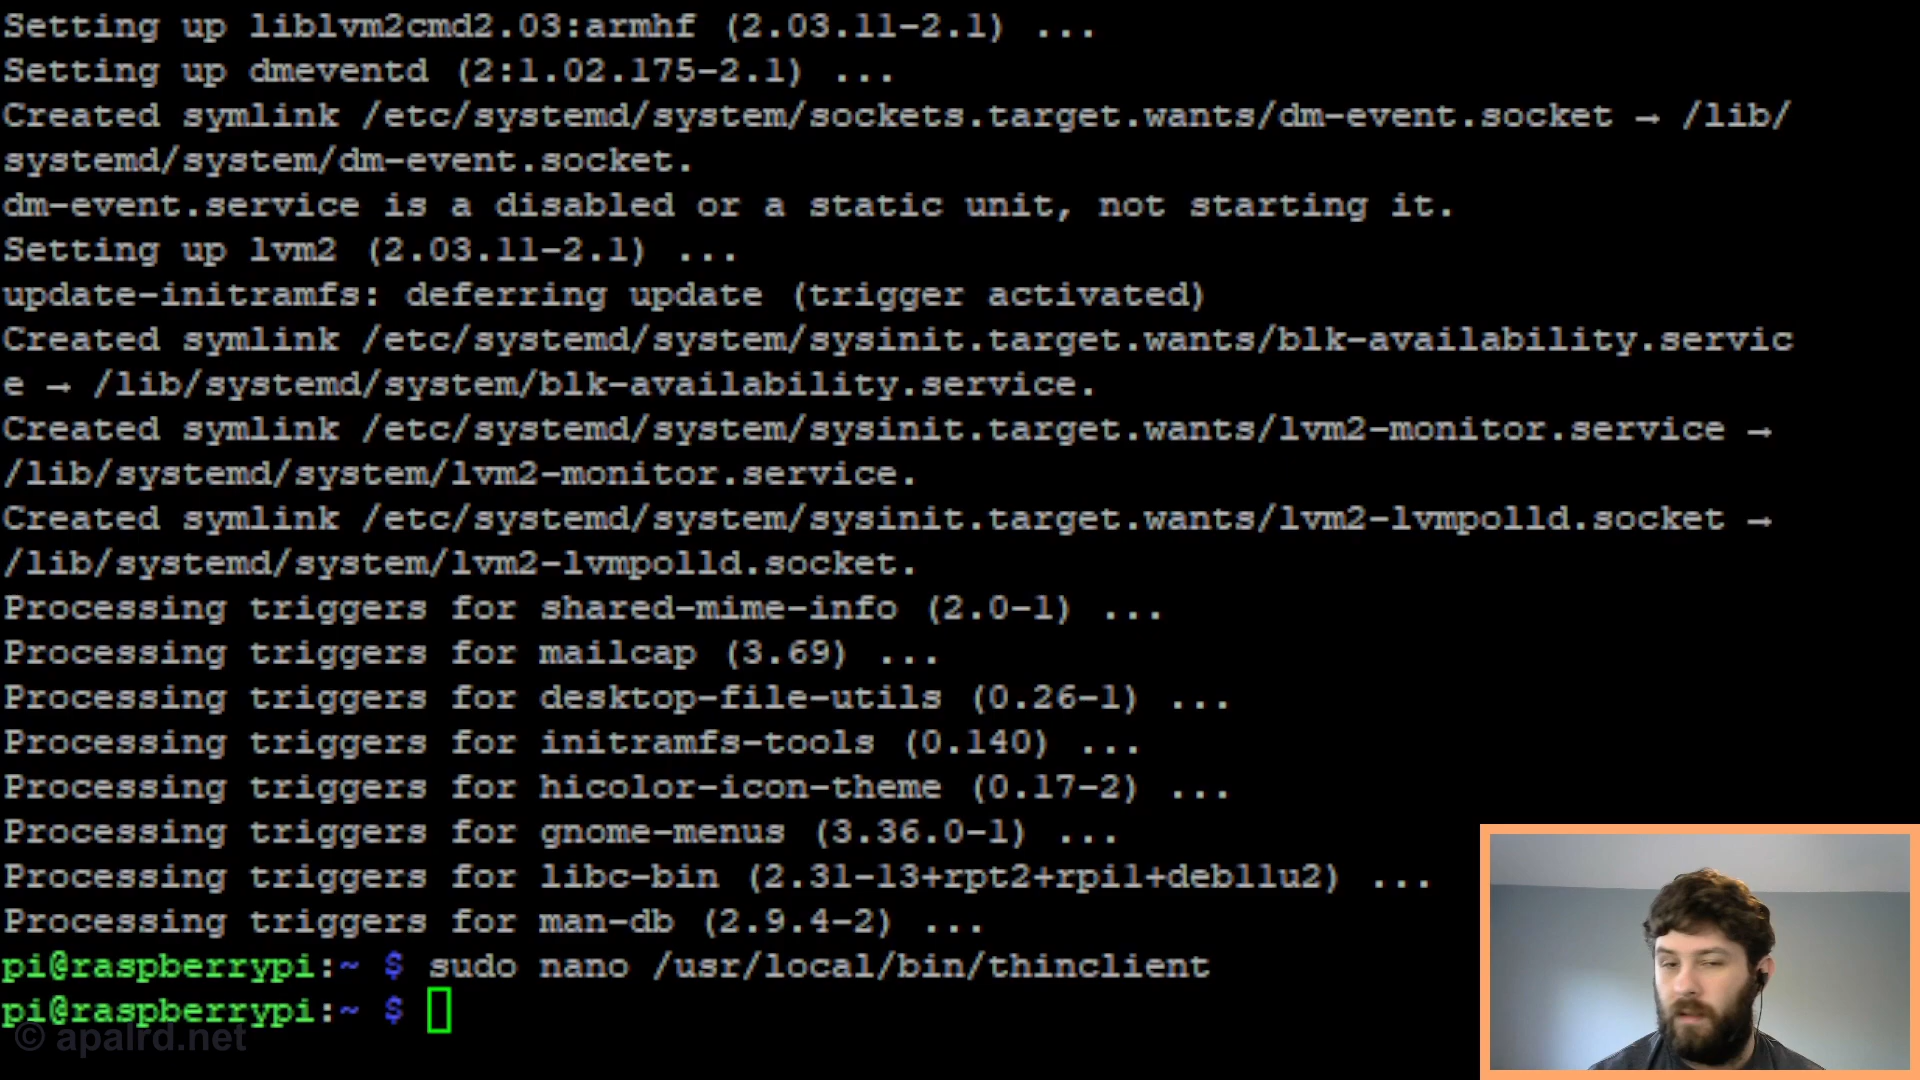 Setting up liblvm2cmd2.03:armhf (2.03.11-2.1) ...
Setting up dmeventd (2:1.02.175-2.1) ...
Created symlink /etc/systemd/system/sockets.target.wants/dm-event.socket → /lib/
systemd/system/dm-event.socket.
dm-event.service is a disabled or a static unit, not starting it.
Setting up lvm2 (2.03.11-2.1) ...
update-initramfs: deferring update (trigger activated)
Created symlink /etc/systemd/system/sysinit.target.wants/blk-availability.servic
e → /lib/systemd/system/blk-availability.service.
Created symlink /etc/systemd/system/sysinit.target.wants/lvm2-monitor.service →
/lib/systemd/system/lvm2-monitor.service.
Created symlink /etc/systemd/system/sysinit.target.wants/lvm2-lvmpolld.socket →
/lib/systemd/system/lvm2-lvmpolld.socket.
Processing triggers for shared-mime-info (2.0-1) ...
Processing triggers for mailcap (3.69) ...
Processing triggers for desktop-file-utils (0.26-1) ...
Processing triggers for initramfs-tools (0.140) ...
Processing triggers for hicolor-icon-theme (0.17-2) ...
Processing triggers for gnome-menus (3.36.0-1) ...
Processing triggers for libc-bin (2.31-13+rpt2+rpi1+deb11u2) ...
Processing triggers for man-db (2.9.4-2) ...
pi@raspberrypi:~ $ sudo nano /usr/local/bin/thinclient
pi@raspberrypi:~ $
© apalrd.net